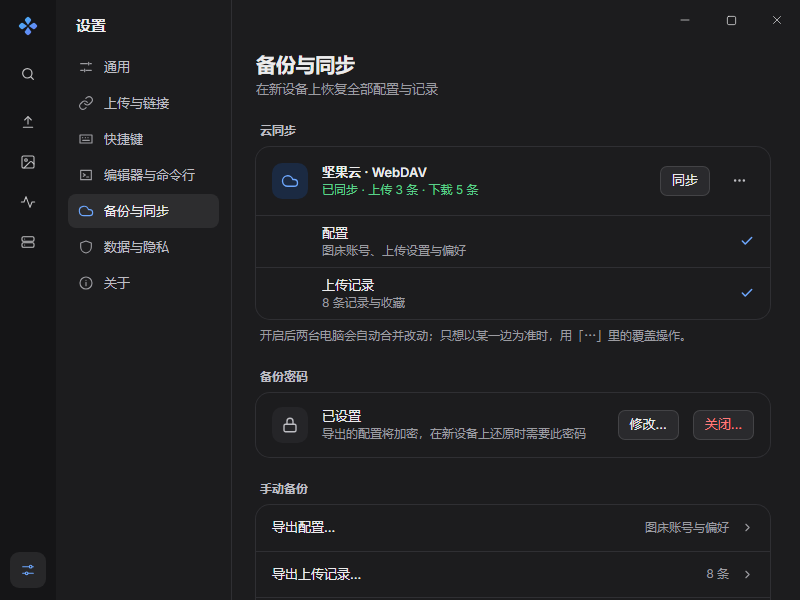 设置
通用
上传与链接
快捷键
编辑器与命令行
备份与同步
数据与隐私
关于
备份与同步
在新设备上恢复全部配置与记录
云同步
坚果云 · WebDAV
已同步 · 上传 3 条 · 下载 5 条
同步
配置
图床账号、上传设置与偏好
上传记录
8 条记录与收藏
开启后两台电脑会自动合并改动；只想以某一边为准时，用「…」里的覆盖操作。
备份密码
已设置
导出的配置将加密，在新设备上还原时需要此密码
修改...
关闭...
手动备份
导出配置...
图床账号与偏好
导出上传记录...
8 条